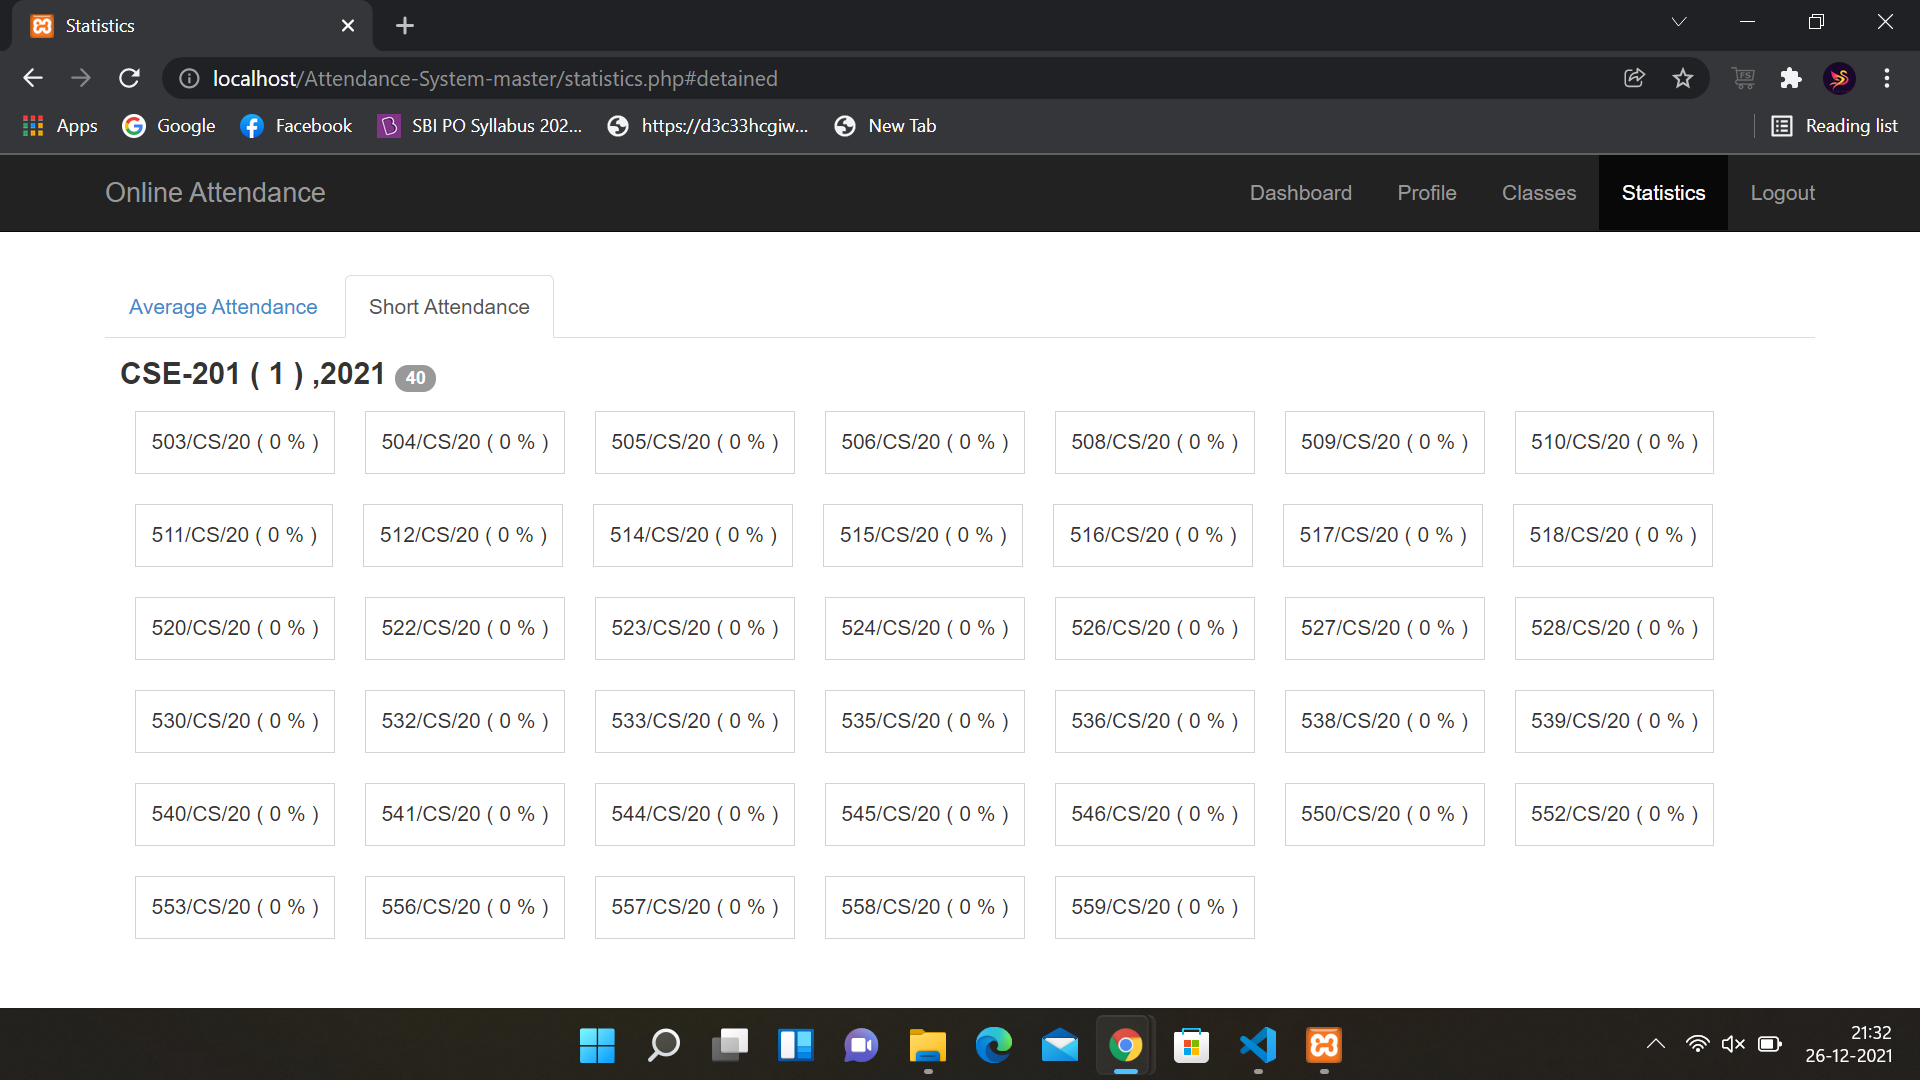 Statistics
localhost/Attendance-System-master/statistics.php#detained
Apps Google Facebook SBI PO Syllabus 202... https://d3c33hcgiw... New Tab Reading list
Online Attendance Dashboard Profile Classes Statistics Logout
Average Attendance Short Attendance
CSE-201 ( 1 ) ,2021 40
503/CS/20 ( 0 % ) 504/CS/20 ( 0 % ) 505/CS/20 ( 0 % ) 506/CS/20 ( 0 % ) 508/CS/20 ( 0 % ) 509/CS/20 ( 0 % ) 510/CS/20 ( 0 % )
511/CS/20 ( 0 % ) 512/CS/20 ( 0 % ) 514/CS/20 ( 0 % ) 515/CS/20 ( 0 % ) 516/CS/20 ( 0 % ) 517/CS/20 ( 0 % ) 518/CS/20 ( 0 % )
520/CS/20 ( 0 % ) 522/CS/20 ( 0 % ) 523/CS/20 ( 0 % ) 524/CS/20 ( 0 % ) 526/CS/20 ( 0 % ) 527/CS/20 ( 0 % ) 528/CS/20 ( 0 % )
530/CS/20 ( 0 % ) 532/CS/20 ( 0 % ) 533/CS/20 ( 0 % ) 535/CS/20 ( 0 % ) 536/CS/20 ( 0 % ) 538/CS/20 ( 0 % ) 539/CS/20 ( 0 % )
540/CS/20 ( 0 % ) 541/CS/20 ( 0 % ) 544/CS/20 ( 0 % ) 545/CS/20 ( 0 % ) 546/CS/20 ( 0 % ) 550/CS/20 ( 0 % ) 552/CS/20 ( 0 % )
553/CS/20 ( 0 % ) 556/CS/20 ( 0 % ) 557/CS/20 ( 0 % ) 558/CS/20 ( 0 % ) 559/CS/20 ( 0 % )
21:32
26-12-2021